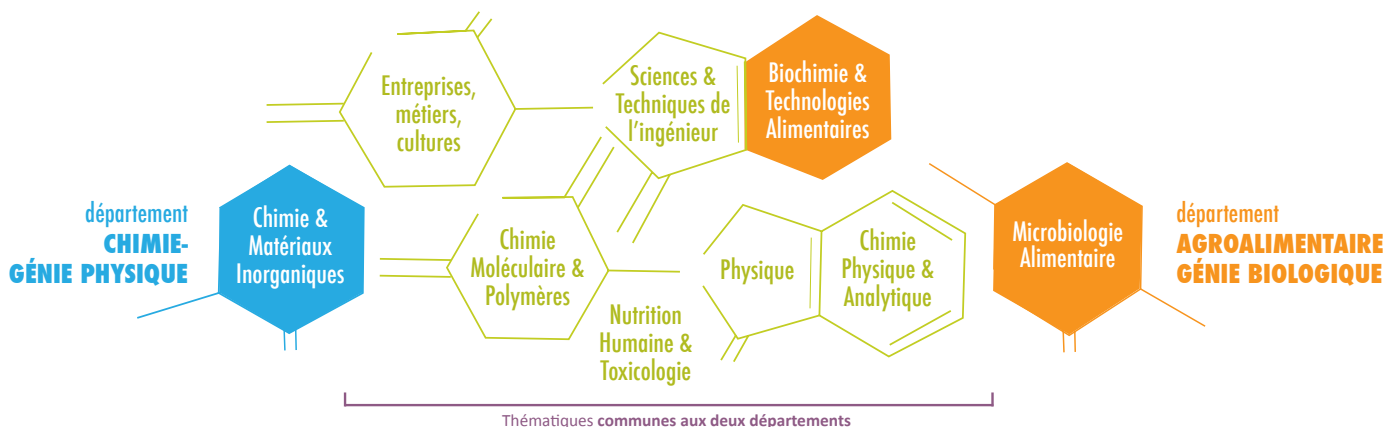 Entreprises,
métiers,
cultures
Sciences &
Techniques de
l'ingénieur
Biochimie &
Technologies
Alimentaires
département
CHIMIE-
GÉNIE PHYSIQUE
Chimie &
Matériaux
Inorganiques
Chimie
Moléculaire &
Polymères
Nutrition
Humaine &
Toxicologie
Physique
Chimie
Physique &
Analytique
Microbiologie
Alimentaire
département
AGROALIMENTAIRE
GÉNIE BIOLOGIQUE
Thématiques communes aux deux départements